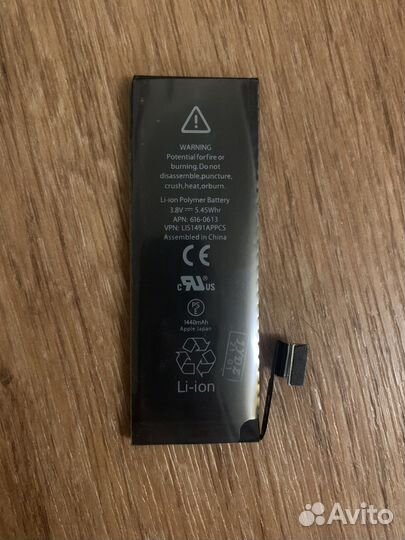 WARNING
Potential for fire or
burning. Do not
disassemble, puncture,
crush, heat, or burn.
Li-ion Polymer Battery
3.8V 5.45Whr
APN: 616-0613
VPN: LIS1491APPCS
Assembled in China
CE
c RU US
PS
E
1440mAh
Apple Japan
Li-ion
Avito